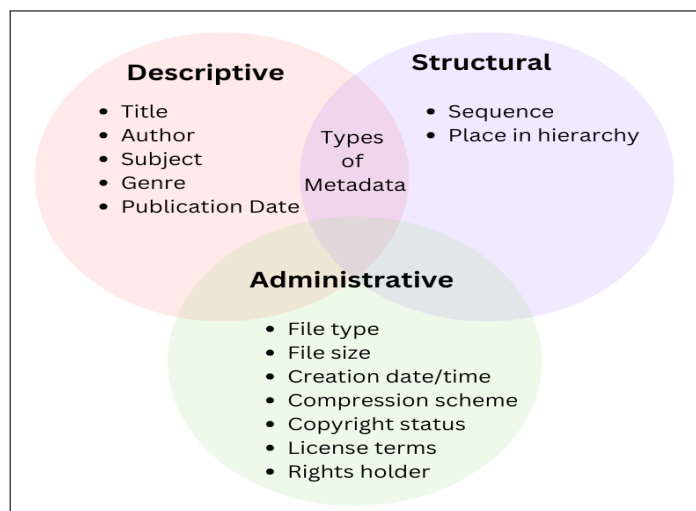 Descriptive
• Title
• Author
• Subject
• Genre
• Publication Date
Types
of
Metadata
Structural
• Sequence
• Place in hierarchy
Administrative
• File type
• File size
• Creation date/time
• Compression scheme
• Copyright status
• License terms
• Rights holder